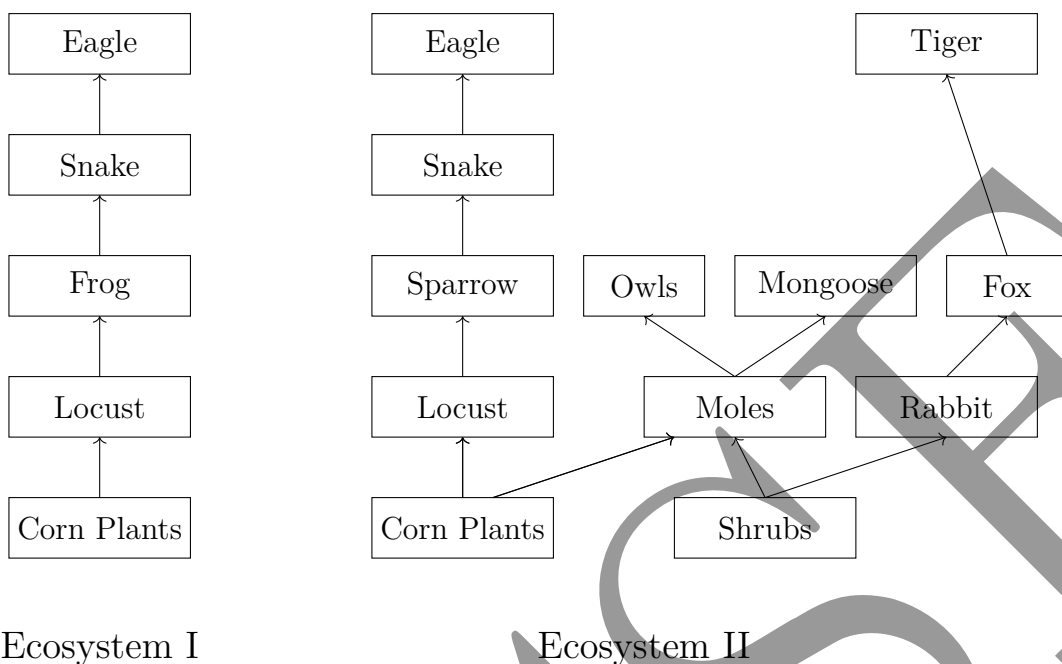 Eagle Eagle Tiger
Snake Snake
Frog Sparrow Owls Mongoose Fox
Locust Locust Moles Rabbit
Corn Plants Corn Plants Shrubs
Ecosystem I Ecosystem II